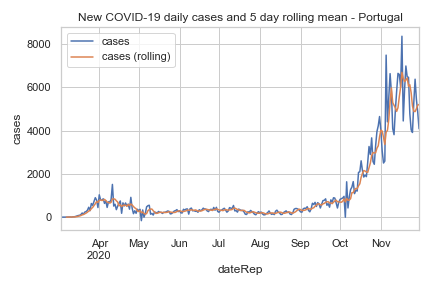 New COVID-19 daily cases and 5 day rolling mean - Portugal
cases
cases (rolling)
8000
6000
4000
2000
0
cases
Apr May Jun Jul Aug Sep Oct Nov
2020
dateRep